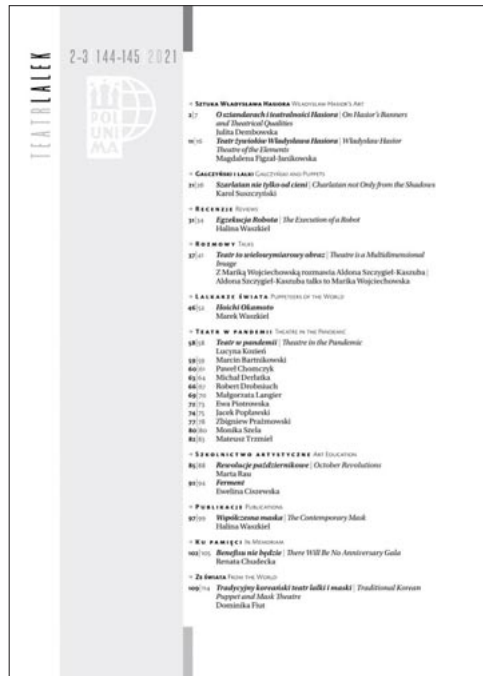 TEATR LALEK
2-3 144-145 2021
POL
UNI
MA
» SZTUKA WŁADYSŁAWA HASIORA WŁADYSŁAW HASIOR'S ART
2|7 O sztandarach i teatralności Hasiora | On Hasior's Banners
and Theatrical Qualities
Julita Dembowska
11|16 Teatr żywiołów Władysława Hasiora | Władysław Hasior
Theatre of the Elements
Magdalena Figzał-Janikowska
» GAŁCZYŃSKI I LALKI GAŁCZYŃSKI AND PUPPETS
Szarlatan nie tylko od cieni | Charlatan not Only from the Shadows
Karol Suszczyński
» RECENZJE REVIEWS
31|34 Egzekucja Robota | The Execution of a Robot
Halina Waszkiel
» ROZMOWY TALKS
37|41 Teatr to wielowymiarowy obraz | Theatre is a Multidimensional
Image
Z Mariką Wojciechowską rozmawia Aldona Szczygieł-Kaszuba |
Aldona Szczygieł-Kaszuba talks to Marika Wojciechowska
» LALKARZE ŚWIATA PUPPETEERS OF THE WORLD
46|52 Hoichi Okamoto
Marek Waszkiel
» TEATR W PANDEMII THEATRE IN THE PANDEMIC
58|58 Teatr w pandemii | Theatre in the Pandemic
Lucyna Kozień
59|59 Marcin Bartnikowski
60|61 Paweł Chomczyk
63|64 Michał Derlatka
66|67 Robert Drobniuch
69|70 Małgorzata Langier
72|73 Ewa Piotrowska
74|75 Jacek Popławski
77|78 Zbigniew Prażmowski
80|80 Monika Szela
82|83 Mateusz Trzmiel
» SZKOLNICTWO ARTYSTYCZNE ART EDUCATION
85|88 Rewolucje październikowe | October Revolutions
Marta Rau
91|94 Ferment
Ewelina Ciszewska
» PUBLIKACJE PUBLICATIONS
97|99 Współczesna maska | The Contemporary Mask
Halina Waszkiel
» KU PAMIĘCI IN MEMORIAM
102|105 Benefisu nie będzie | There Will Be No Anniversary Gala
Renata Chudecka
» ZE ŚWIATA FROM THE WORLD
109|114 Tradycyjny koreański teatr lalki i maski | Traditional Korean
Puppet and Mask Theatre
Dominika Fiut